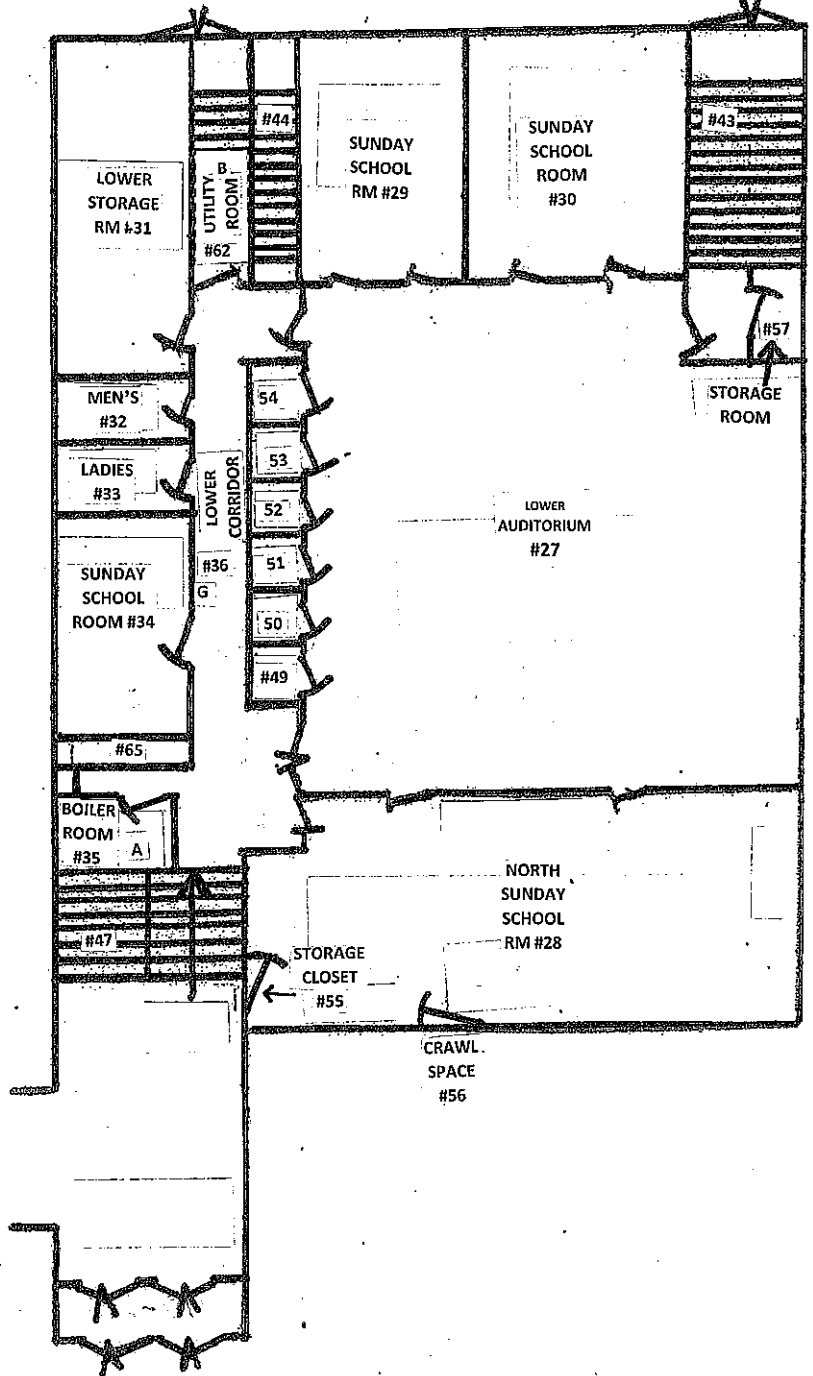 #44
#43
SUNDAY
SCHOOL
RM #29
SUNDAY
SCHOOL
ROOM
#30
LOWER
STORAGE
RM #31
B
UTILITY
ROOM
#62
#57
STORAGE
ROOM
MEN'S
#32
54
LADIES
#33
53
LOWER
CORRIDOR
#36
G
52
LOWER
AUDITORIUM
#27
51
SUNDAY
SCHOOL
ROOM #34
50
#49
#65
BOILER
ROOM
#35
A
#47
NORTH
SUNDAY
SCHOOL
RM #28
STORAGE
CLOSET
#55
CRAWL
SPACE
#56